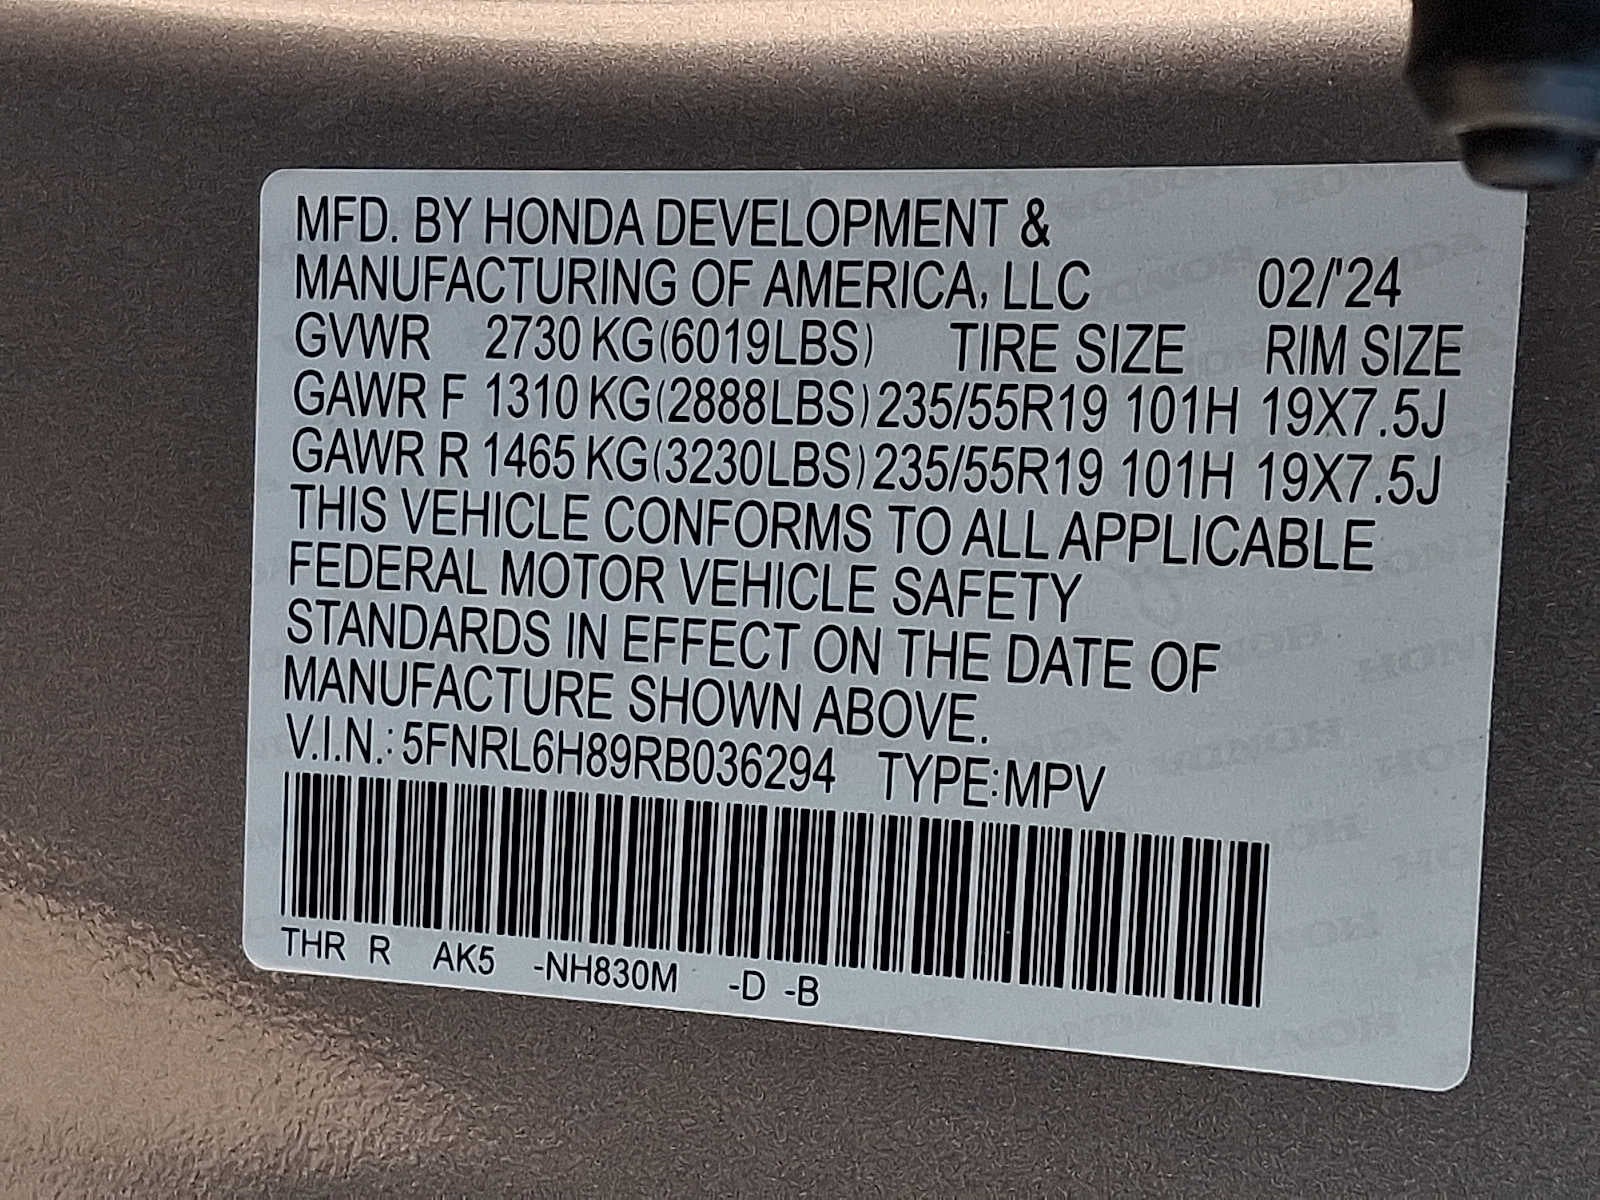 MFD. BY HONDA DEVELOPMENT &
MANUFACTURING OF AMERICA, LLC 02/'24
GVWR 2730 KG(6019LBS) TIRE SIZE RIM SIZE
GAWR F 1310 KG(2888LBS) 235/55R19 101H 19X7.5J
GAWR R 1465 KG(3230LBS) 235/55R19 101H 19X7.5J
THIS VEHICLE CONFORMS TO ALL APPLICABLE
FEDERAL MOTOR VEHICLE SAFETY
STANDARDS IN EFFECT ON THE DATE OF
MANUFACTURE SHOWN ABOVE.
V.I.N.: 5FNRL6H89RB036294 TYPE:MPV
THR R AK5 -NH830M -D -B